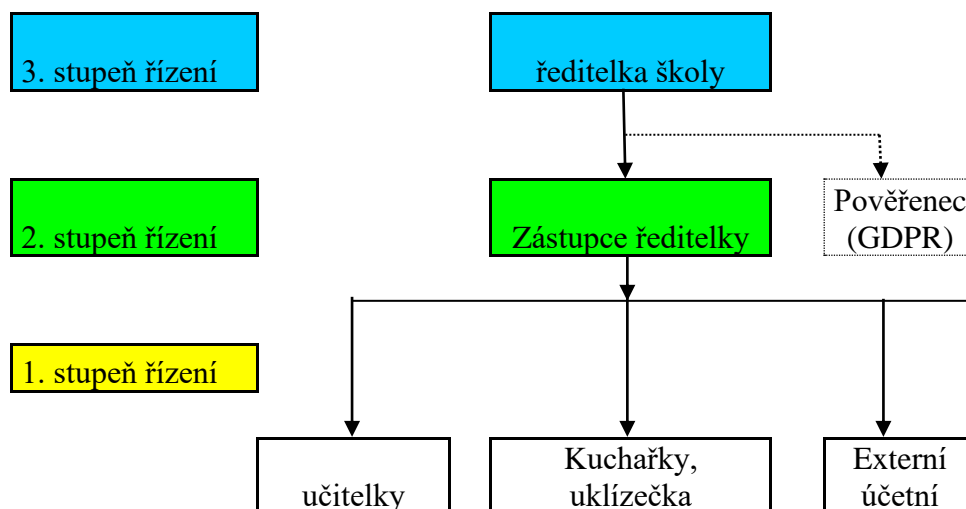 3. stupeň řízení
ředitelka školy
2. stupeň řízení
Zástupce ředitelky
Pověřenec
(GDPR)
1. stupeň řízení
učitelky
Kuchařky,
uklízečka
Externí
účetní